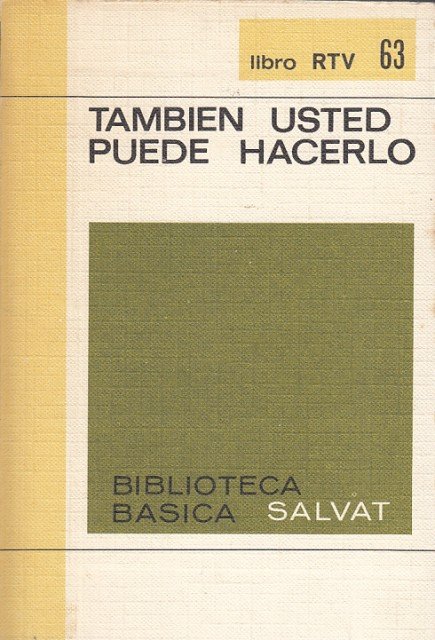 libro RTV 63
TAMBIEN USTED
PUEDE HACERLO
BIBLIOTECA
BASICA SALVAT